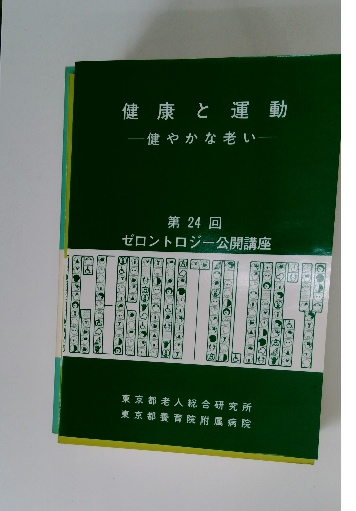 健康と運動
―健やかな老い―
第24回
ゼロントロジー公開講座
GERONTOLOGY
東京都老人総合研究所
東京都養育院附属病院